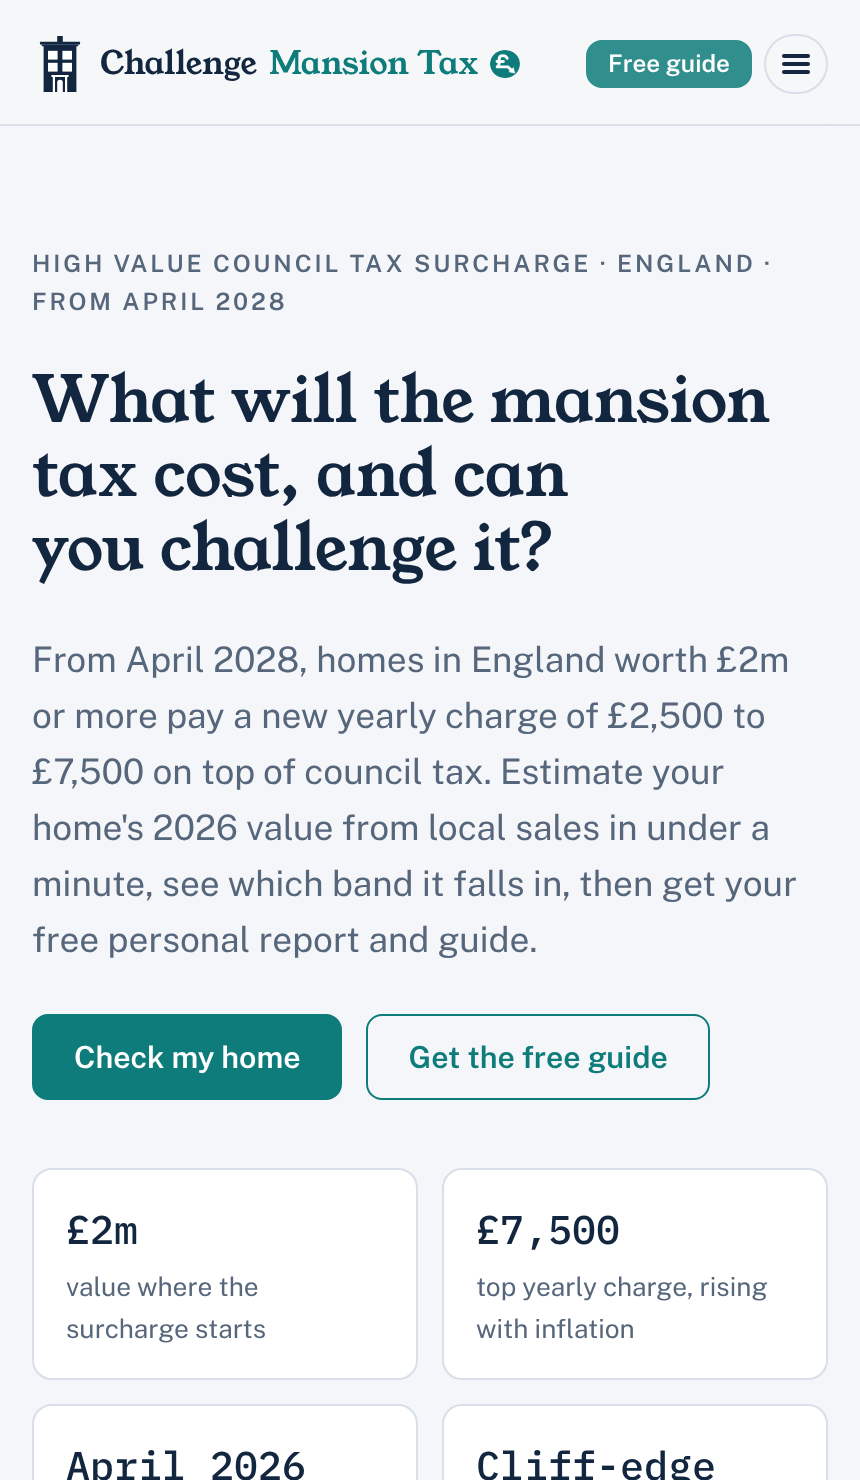 Challenge Mansion Tax £
Free guide
HIGH VALUE COUNCIL TAX SURCHARGE · ENGLAND ·
FROM APRIL 2028
What will the mansion
tax cost, and can
you challenge it?
From April 2028, homes in England worth £2m
or more pay a new yearly charge of £2,500 to
£7,500 on top of council tax. Estimate your
home's 2026 value from local sales in under a
minute, see which band it falls in, then get your
free personal report and guide.
Check my home
Get the free guide
£2m
value where the
surcharge starts
£7,500
top yearly charge, rising
with inflation
April 2026
Cliff-edge